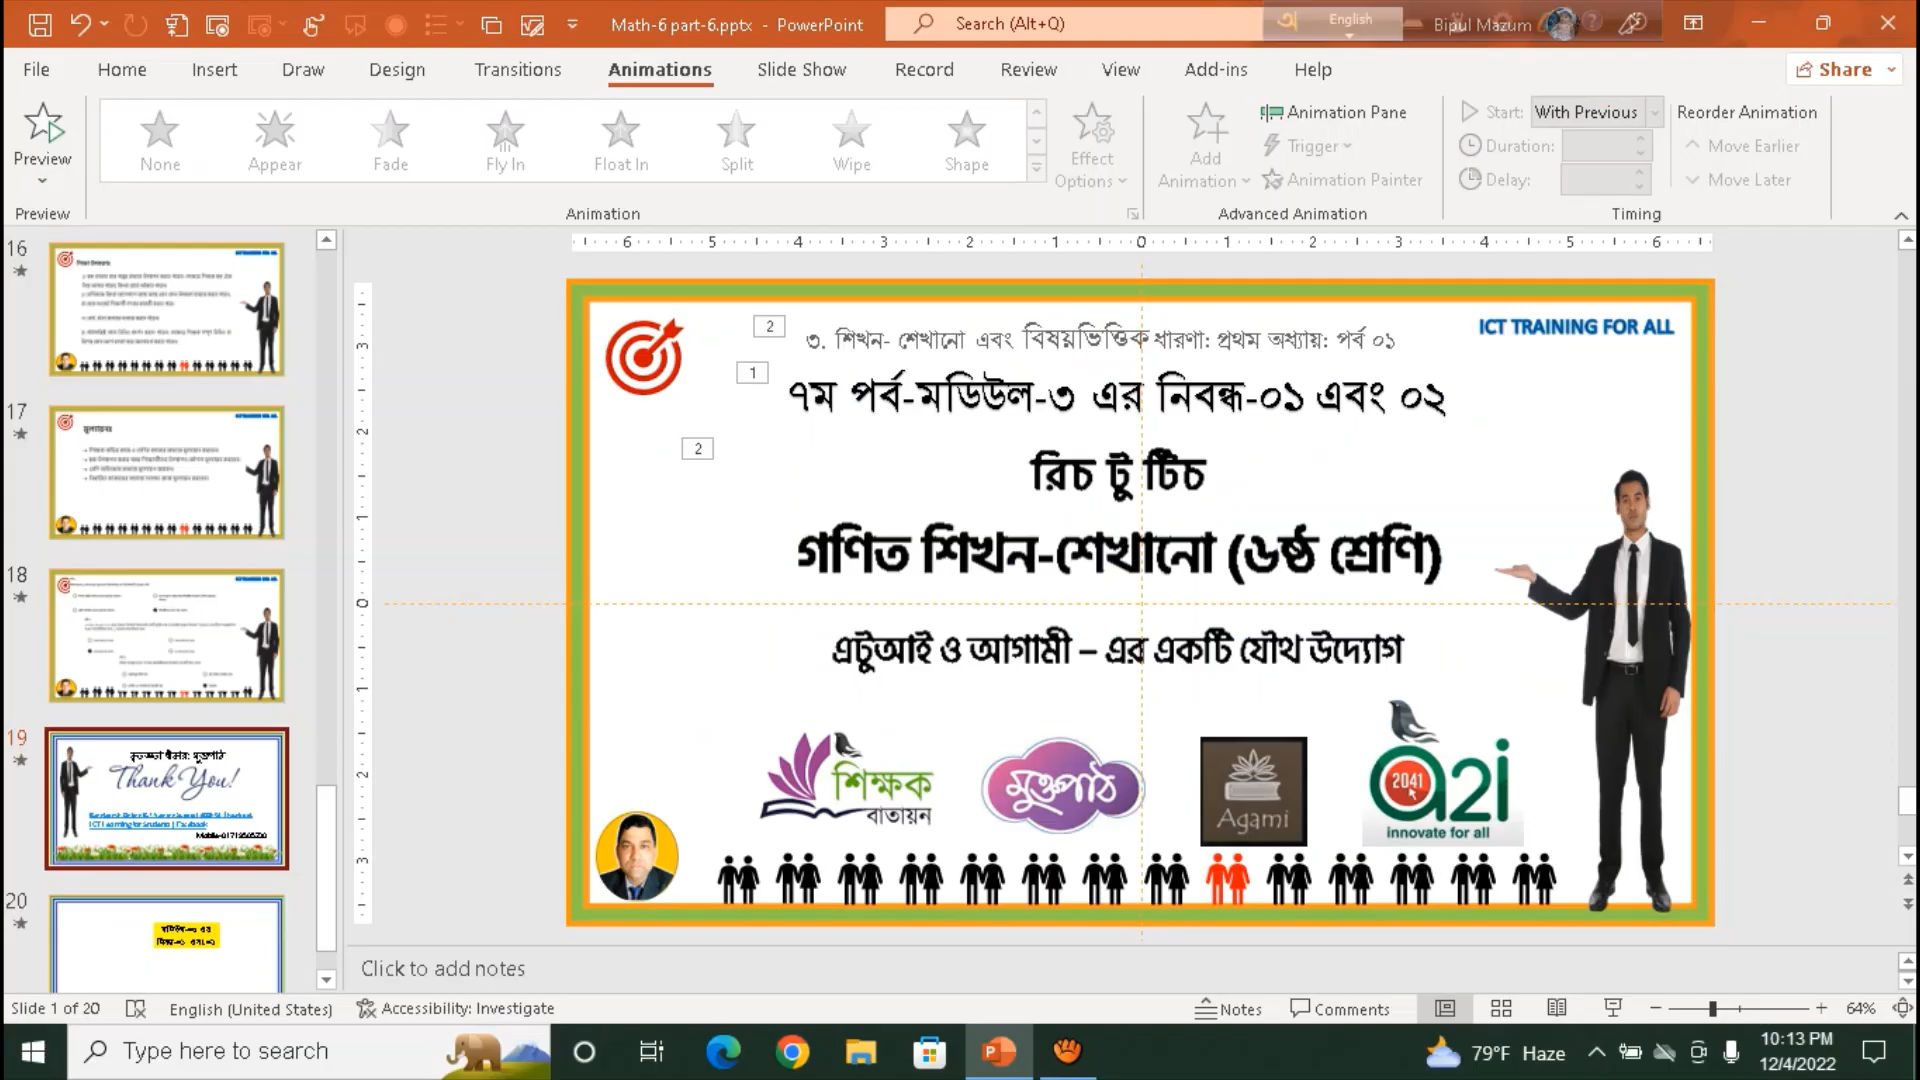 Math-6 part-6.pptx - PowerPoint
Search (Alt+Q)
English
Bipul Mazum
File Home Insert Draw Design Transitions Animations Slide Show Record Review View Add-ins Help
Share
Preview
None Appear Fade Fly In Float In Split Wipe Shape
Effect Options
Add Animation
Animation Pane
Trigger
Animation Painter
Start: With Previous
Duration:
Delay:
Reorder Animation
Move Earlier
Move Later
Preview Animation Advanced Animation Timing
16
17
মূল্যায়নঃ
18
19
Thank You!
20
2
৩. শিখন- শেখানো এবং বিষয়ভিত্তিক ধারণা: প্রথম অধ্যায়: পর্ব ০১
ICT TRAINING FOR ALL
1
৭ম পর্ব-মডিউল-৩ এর নিবন্ধ-০১ এবং ০২
2
রিচ টু টিচ
গণিত শিখন-শেখানো (৬ষ্ঠ শ্রেণি)
এটুআই ও আগামী – এর একটি যৌথ উদ্যোগ
শিক্ষক
বাতায়ন
মুক্তপাঠ
Agami
2041
a2i
innovate for all
Click to add notes
Slide 1 of 20 English (United States) Accessibility: Investigate Notes Comments 64%
Type here to search
79°F Haze
10:13 PM
12/4/2022